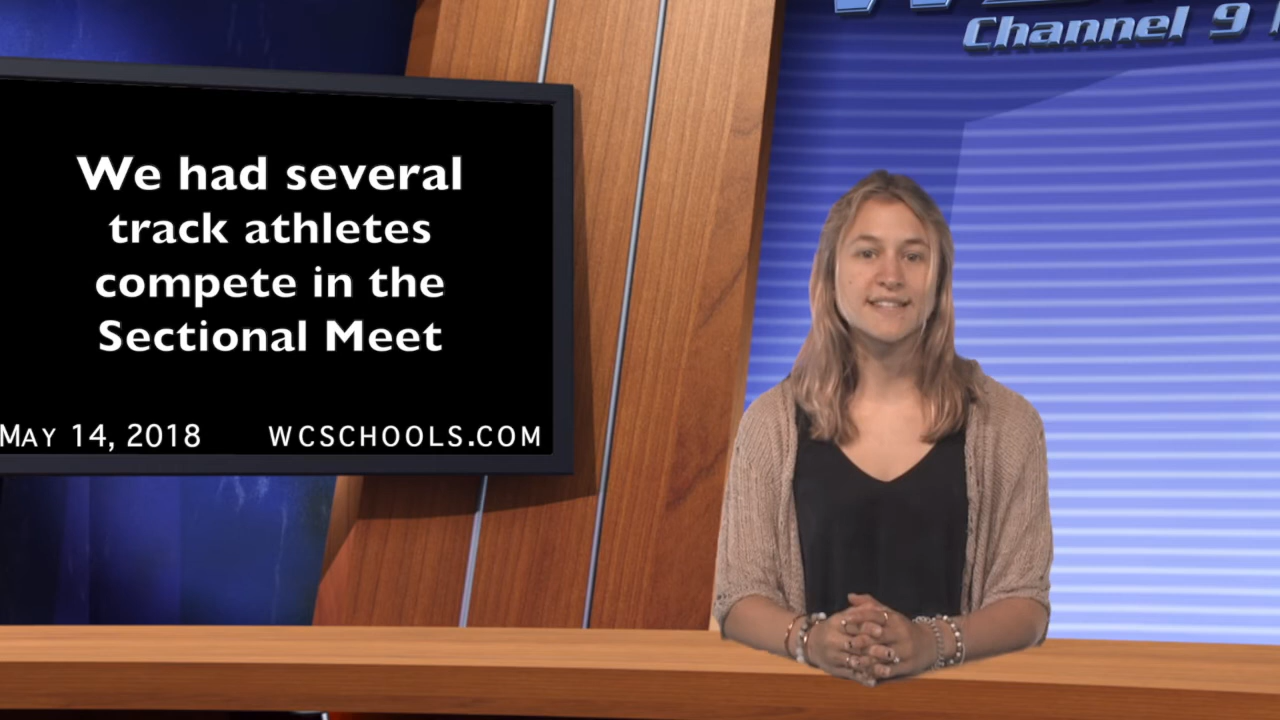 Channel 9
We had several
track athletes
compete in the
Sectional Meet
MAY 14, 2018 WCSCHOOLS.COM